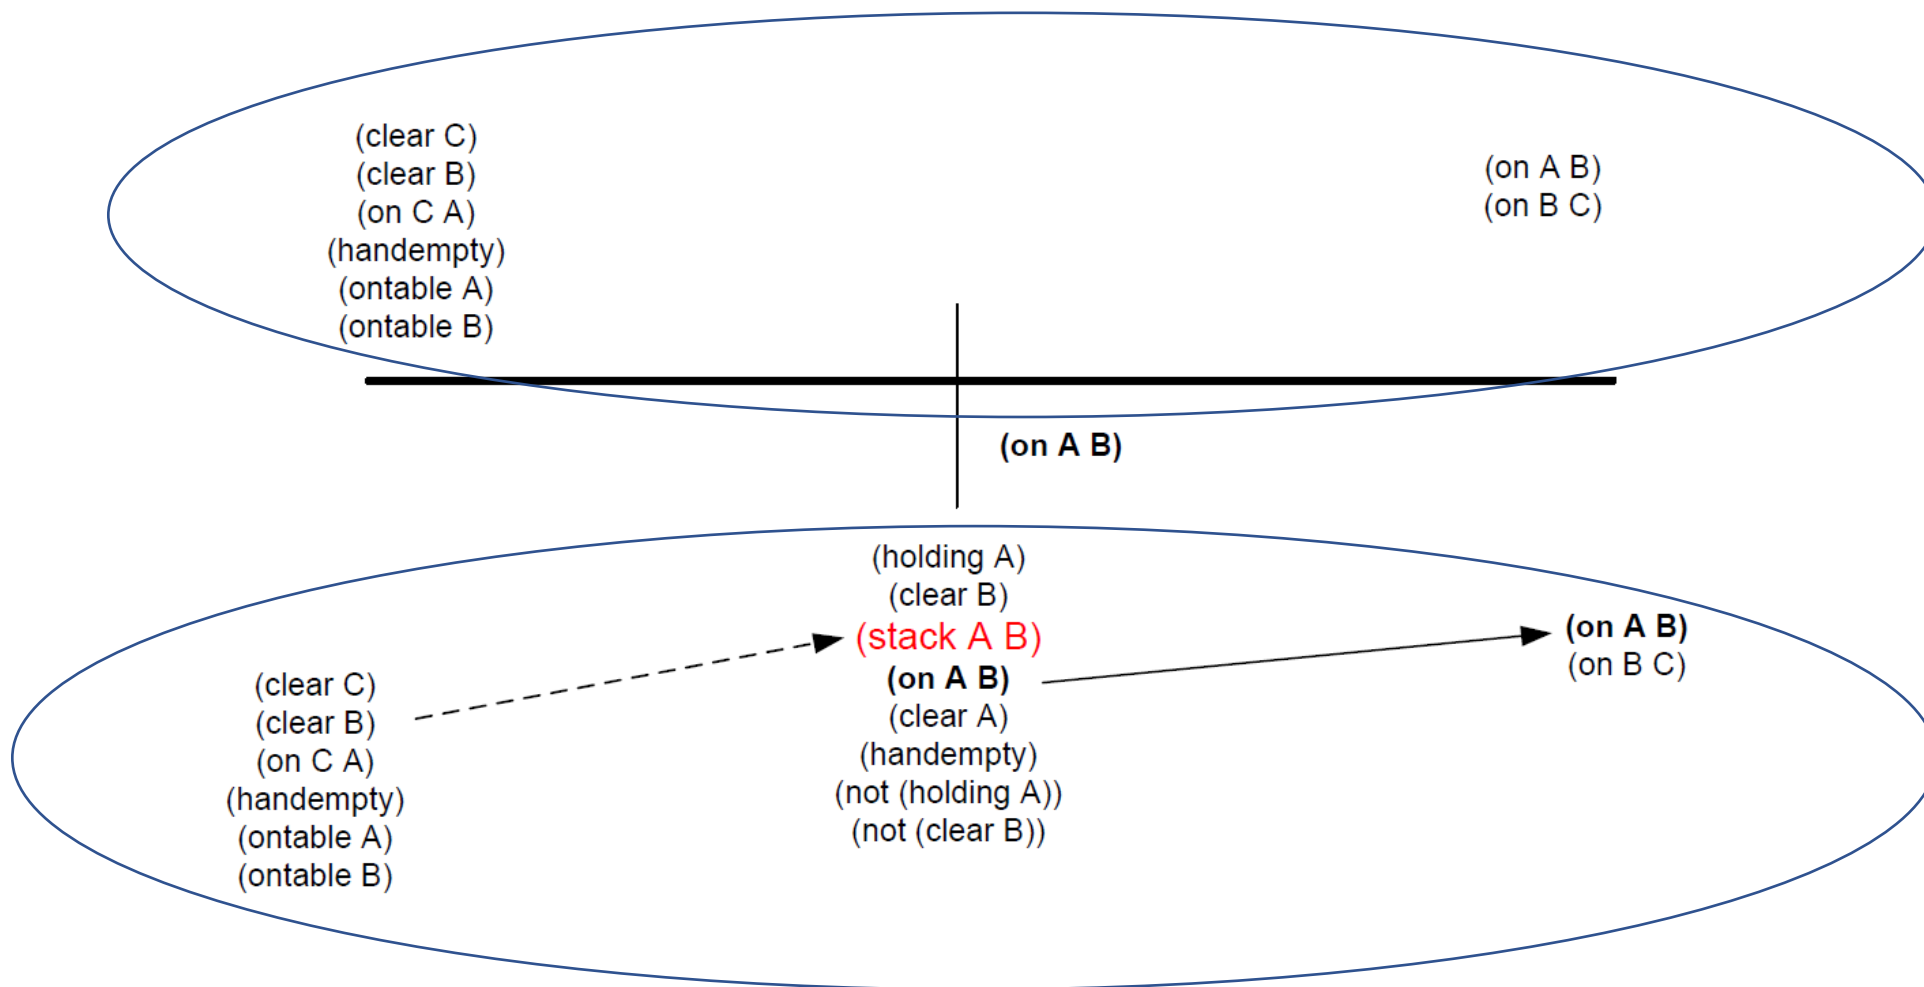 (clear C)
(clear B)
(on C A)
(handempty)
(ontable A)
(ontable B)
(on A B)
(on B C)
(on A B)
(clear C)
(clear B)
(on C A)
(handempty)
(ontable A)
(ontable B)
(holding A)
(clear B)
(stack A B)
(on A B)
(clear A)
(handempty)
(not (holding A))
(not (clear B))
(on A B)
(on B C)